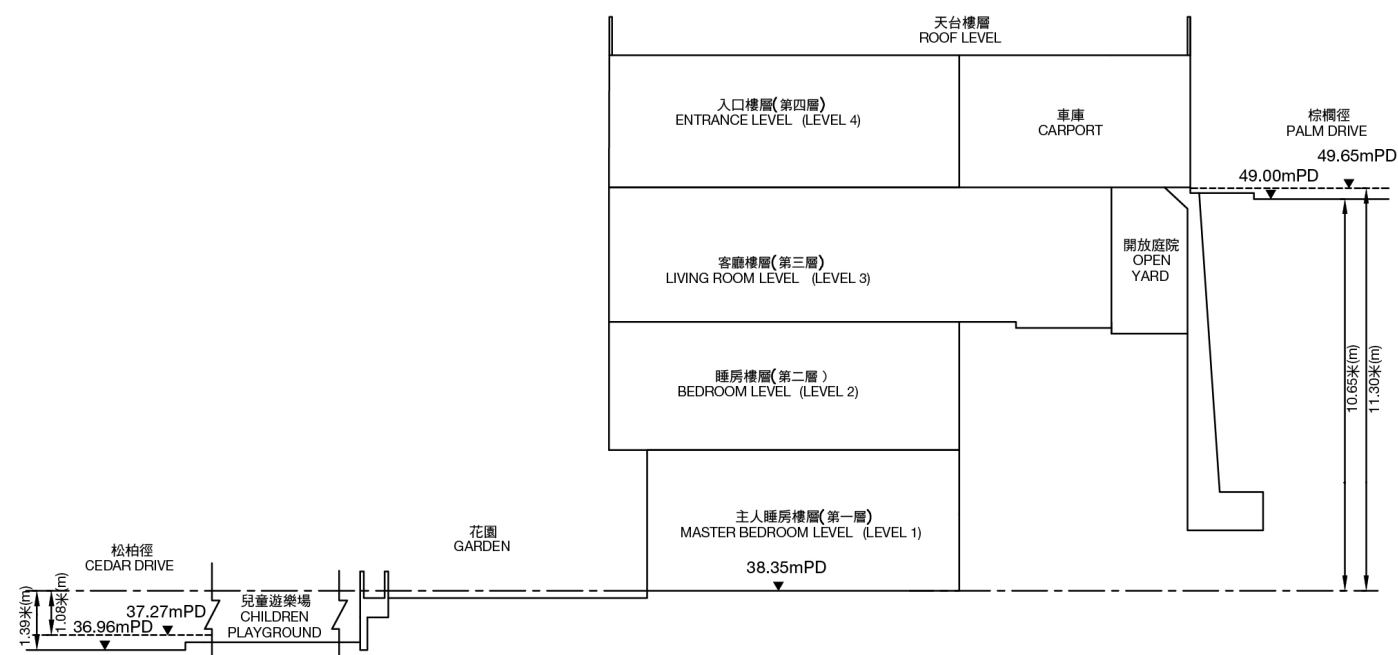 天台樓層
ROOF LEVEL
入口樓層(第四層)
ENTRANCE LEVEL (LEVEL 4)
車庫
CARPORT
棕櫚徑
PALM DRIVE
49.65mPD
49.00mPD
客廳樓層(第三層)
LIVING ROOM LEVEL (LEVEL 3)
開放庭院
OPEN
YARD
10.65米(m)
11.30米(m)
睡房樓層(第二層)
BEDROOM LEVEL (LEVEL 2)
主人睡房樓層(第一層)
MASTER BEDROOM LEVEL (LEVEL 1)
38.35mPD
花園
GARDEN
松柏徑
CEDAR DRIVE
1.39米(m)
1.08米(m)
37.27mPD
36.96mPD
兒童遊樂場
CHILDREN
PLAYGROUND